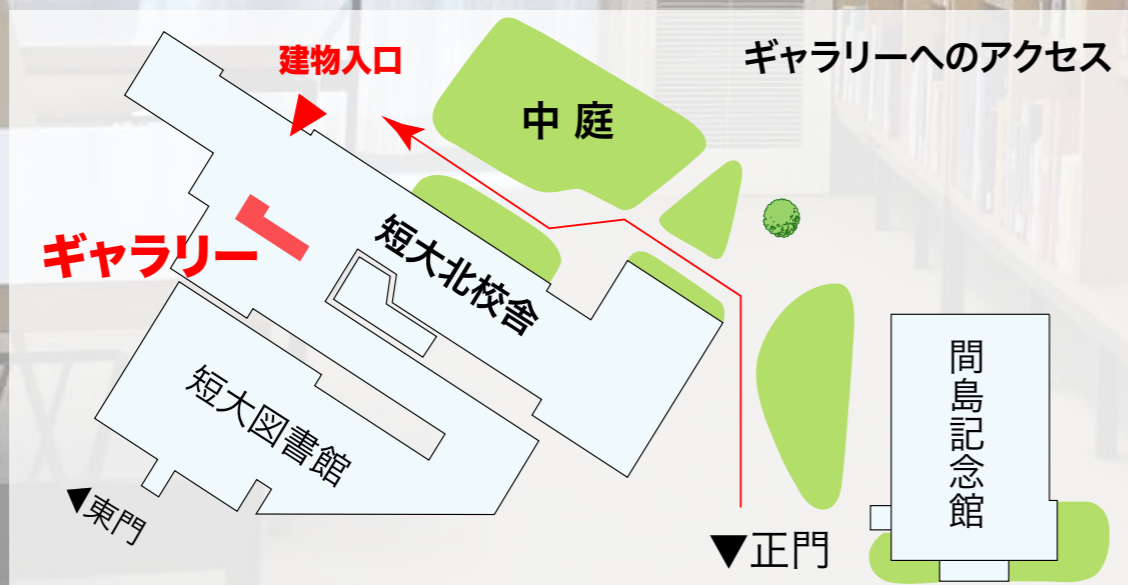 ギャラリーへのアクセス
建物入口
中庭
ギャラリー
短大北校舎
短大図書館
間島記念館
▼東門
▼正門